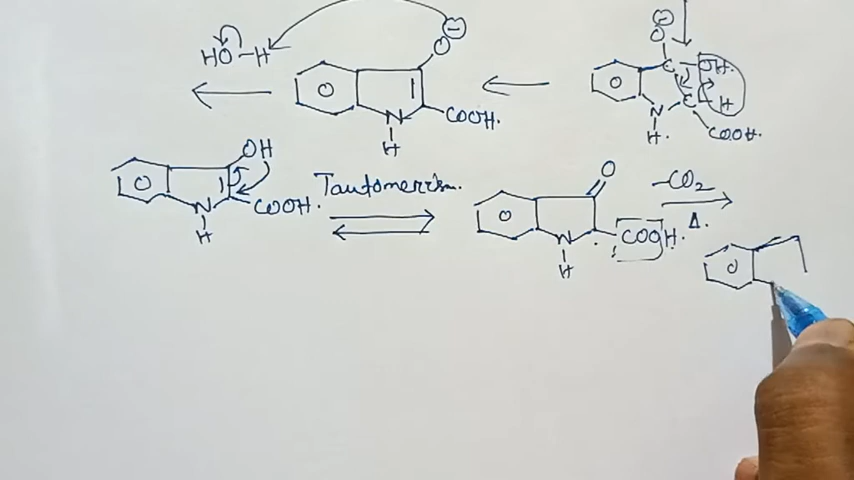 HO-H
O
⊖
O
N
H
COOH.
⊖
O
C
OH.
C
H
N
H.
COOH.
O
OH
N
H
COOH.
Tautomerism.
O
O
N
H
COOH.
-CO2
Δ.
O